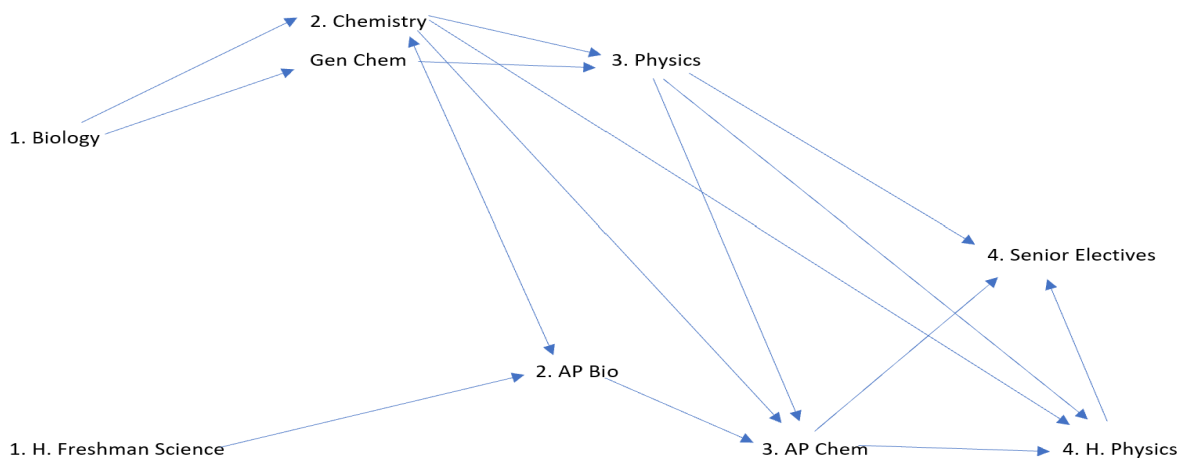 2. Chemistry
Gen Chem
3. Physics
1. Biology
4. Senior Electives
2. AP Bio
1. H. Freshman Science
3. AP Chem
4. H. Physics